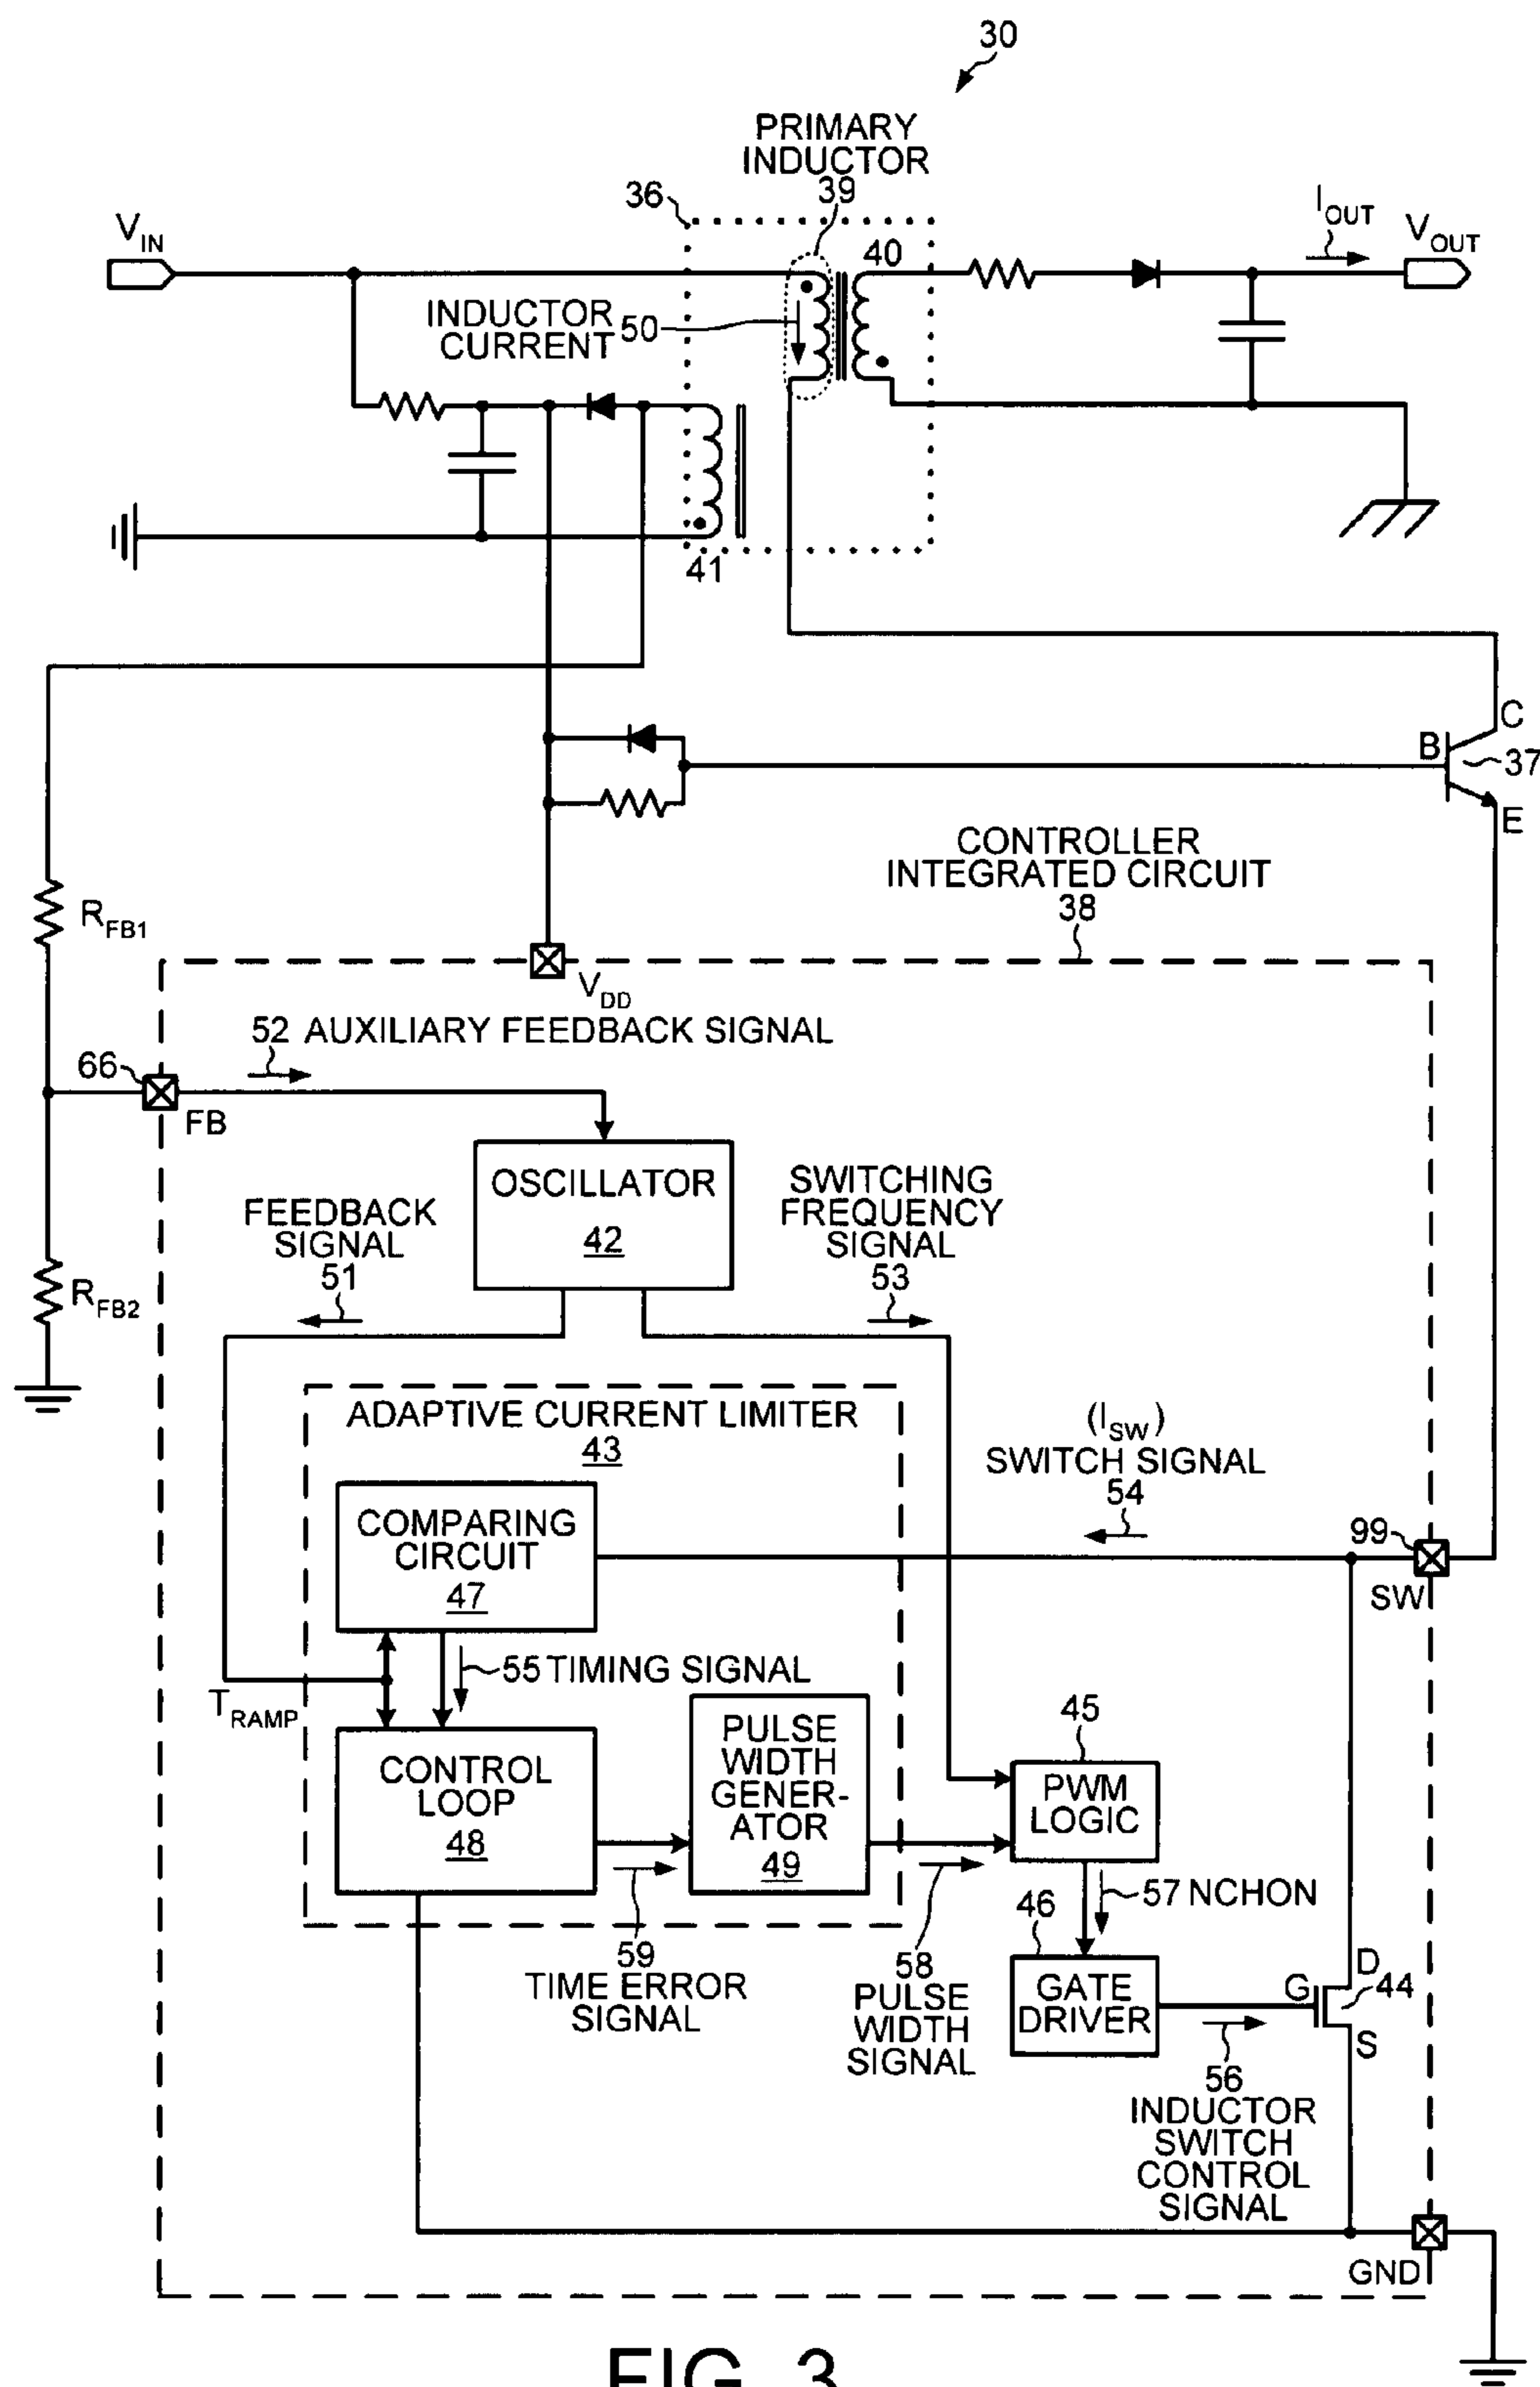 30
PRIMARY
INDUCTOR
39
36
V_IN
40
I_OUT
V_OUT
INDUCTOR
CURRENT
50
41
C
B
37
E
CONTROLLER
INTEGRATED CIRCUIT
38
R_FB1
V_DD
52 AUXILIARY FEEDBACK SIGNAL
66
FB
OSCILLATOR
42
FEEDBACK
SIGNAL
51
SWITCHING
FREQUENCY
SIGNAL
53
R_FB2
ADAPTIVE CURRENT LIMITER
43
(I_SW)
SWITCH SIGNAL
54
COMPARING
CIRCUIT
47
99
SW
55 TIMING SIGNAL
T_RAMP
CONTROL
LOOP
48
PULSE
WIDTH
GENER-
ATOR
49
45
PWM
LOGIC
57 NCHON
46
GATE
DRIVER
59
TIME ERROR
SIGNAL
58
PULSE
WIDTH
SIGNAL
D
G
44
S
56
INDUCTOR
SWITCH
CONTROL
SIGNAL
GND
FIG. 3